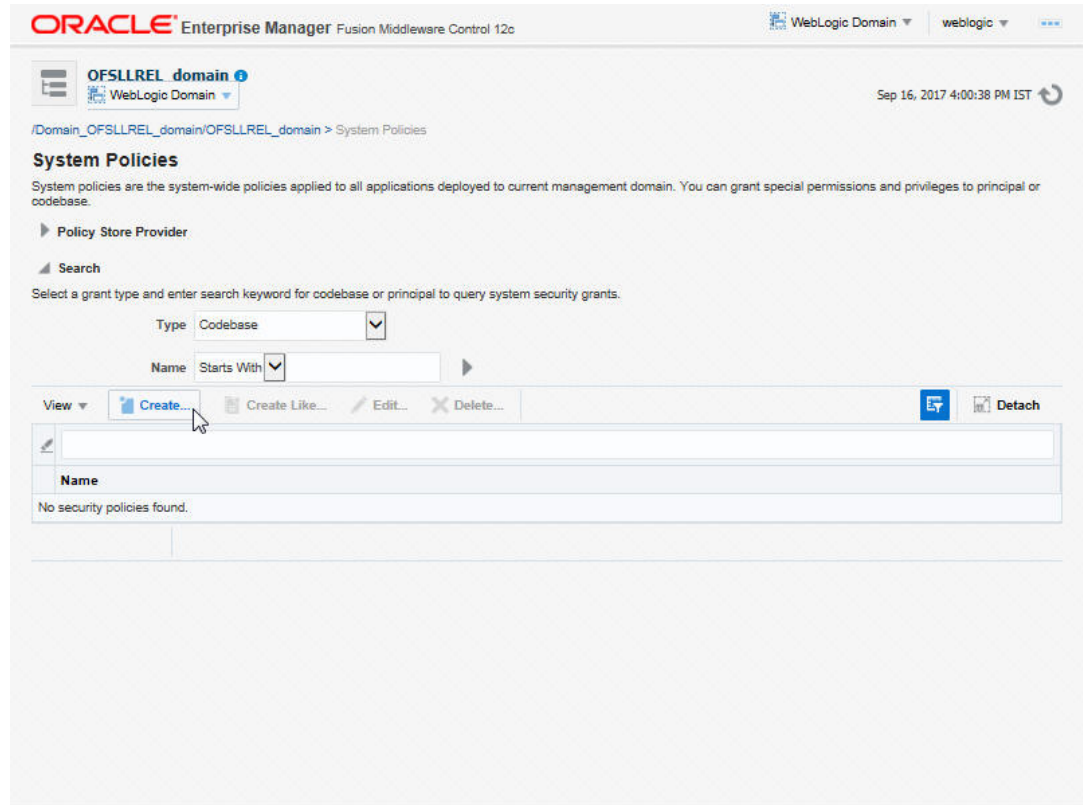 ORACLE Enterprise Manager Fusion Middleware Control 12c WebLogic Domain weblogic
OFSLLREL_domain
WebLogic Domain
Sep 16, 2017 4:00:38 PM IST
/Domain_OFSLLREL_domain/OFSLLREL_domain > System Policies
System Policies
System policies are the system-wide policies applied to all applications deployed to current management domain. You can grant special permissions and privileges to principal or
codebase.
Policy Store Provider
Search
Select a grant type and enter search keyword for codebase or principal to query system security grants.
Type Codebase
Name Starts With
View Create... Create Like... Edit... Delete... Detach
Name
No security policies found.